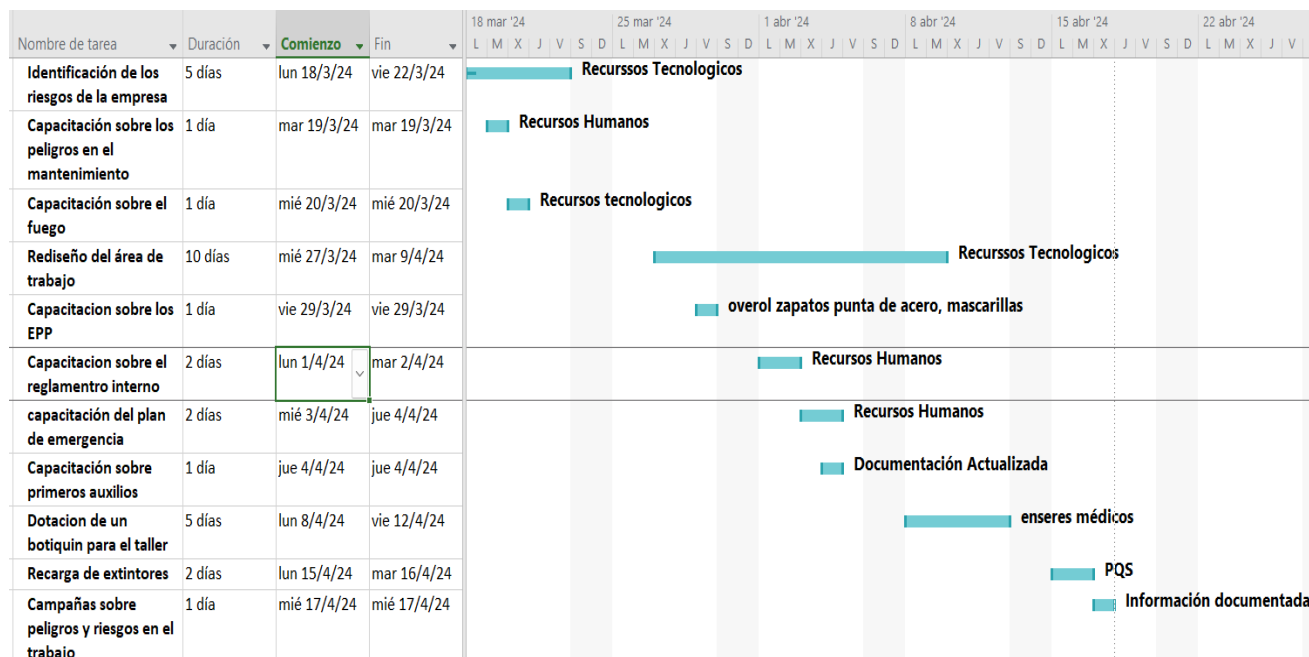 18 mar '24 25 mar '24 1 abr '24 8 abr '24 15 abr '24 22 abr '24
Nombre de tarea Duración Comienzo Fin L M X J V S D L M X J V S D L M X J V S D L M X J V S D L M X J V S D L M X J V
Identificación de los 5 días lun 18/3/24 vie 22/3/24 Recurssos Tecnologicos
riesgos de la empresa
Capacitación sobre los 1 día mar 19/3/24 mar 19/3/24 Recursos Humanos
peligros en el
mantenimiento
Capacitación sobre el 1 día mié 20/3/24 mié 20/3/24 Recursos tecnologicos
fuego
Rediseño del área de 10 días mié 27/3/24 mar 9/4/24 Recurssos Tecnologicos
trabajo
Capacitacion sobre los 1 día vie 29/3/24 vie 29/3/24 overol zapatos punta de acero, mascarillas
EPP
Capacitacion sobre el 2 días lun 1/4/24 mar 2/4/24 Recursos Humanos
reglamentro interno
capacitación del plan 2 días mié 3/4/24 jue 4/4/24 Recursos Humanos
de emergencia
Capacitación sobre 1 día jue 4/4/24 jue 4/4/24 Documentación Actualizada
primeros auxilios
Dotacion de un 5 días lun 8/4/24 vie 12/4/24 enseres médicos
botiquin para el taller
Recarga de extintores 2 días lun 15/4/24 mar 16/4/24 PQS
Campañas sobre 1 día mié 17/4/24 mié 17/4/24 Información documentada
peligros y riesgos en el
trabajo